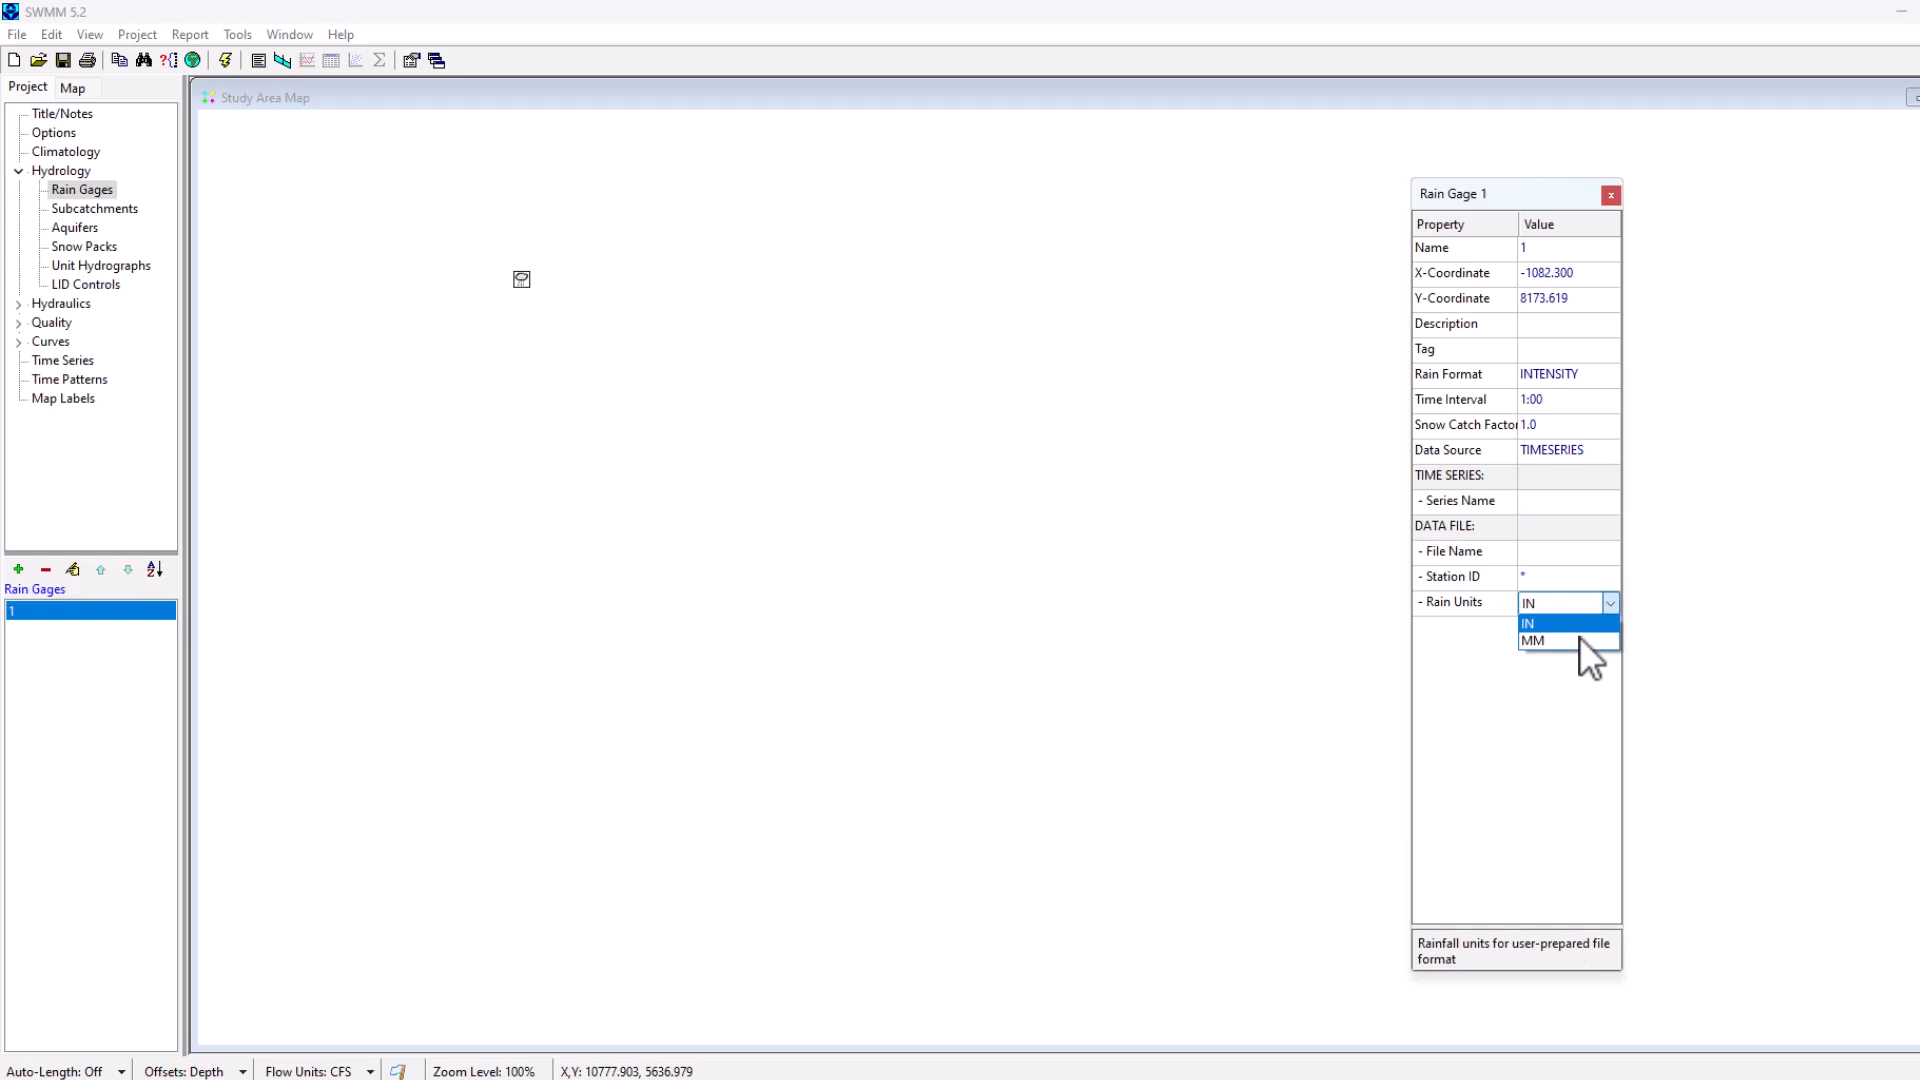 SWMM 5.2
File Edit View Project Report Tools Window Help
Project Map
Study Area Map
Title/Notes
Options
Climatology
Hydrology
Rain Gages
Subcatchments
Aquifers
Snow Packs
Unit Hydrographs
LID Controls
Hydraulics
Quality
Curves
Time Series
Time Patterns
Map Labels
Rain Gages
1
Rain Gage 1
Property Value
Name 1
X-Coordinate -1082.300
Y-Coordinate 8173.619
Description
Tag
Rain Format INTENSITY
Time Interval 1:00
Snow Catch Factor 1.0
Data Source TIMESERIES
TIME SERIES:
- Series Name
DATA FILE:
- File Name
- Station ID *
- Rain Units IN
IN
MM
Rainfall units for user-prepared file
format
Auto-Length: Off Offsets: Depth Flow Units: CFS Zoom Level: 100% X,Y: 10777.903, 5636.979